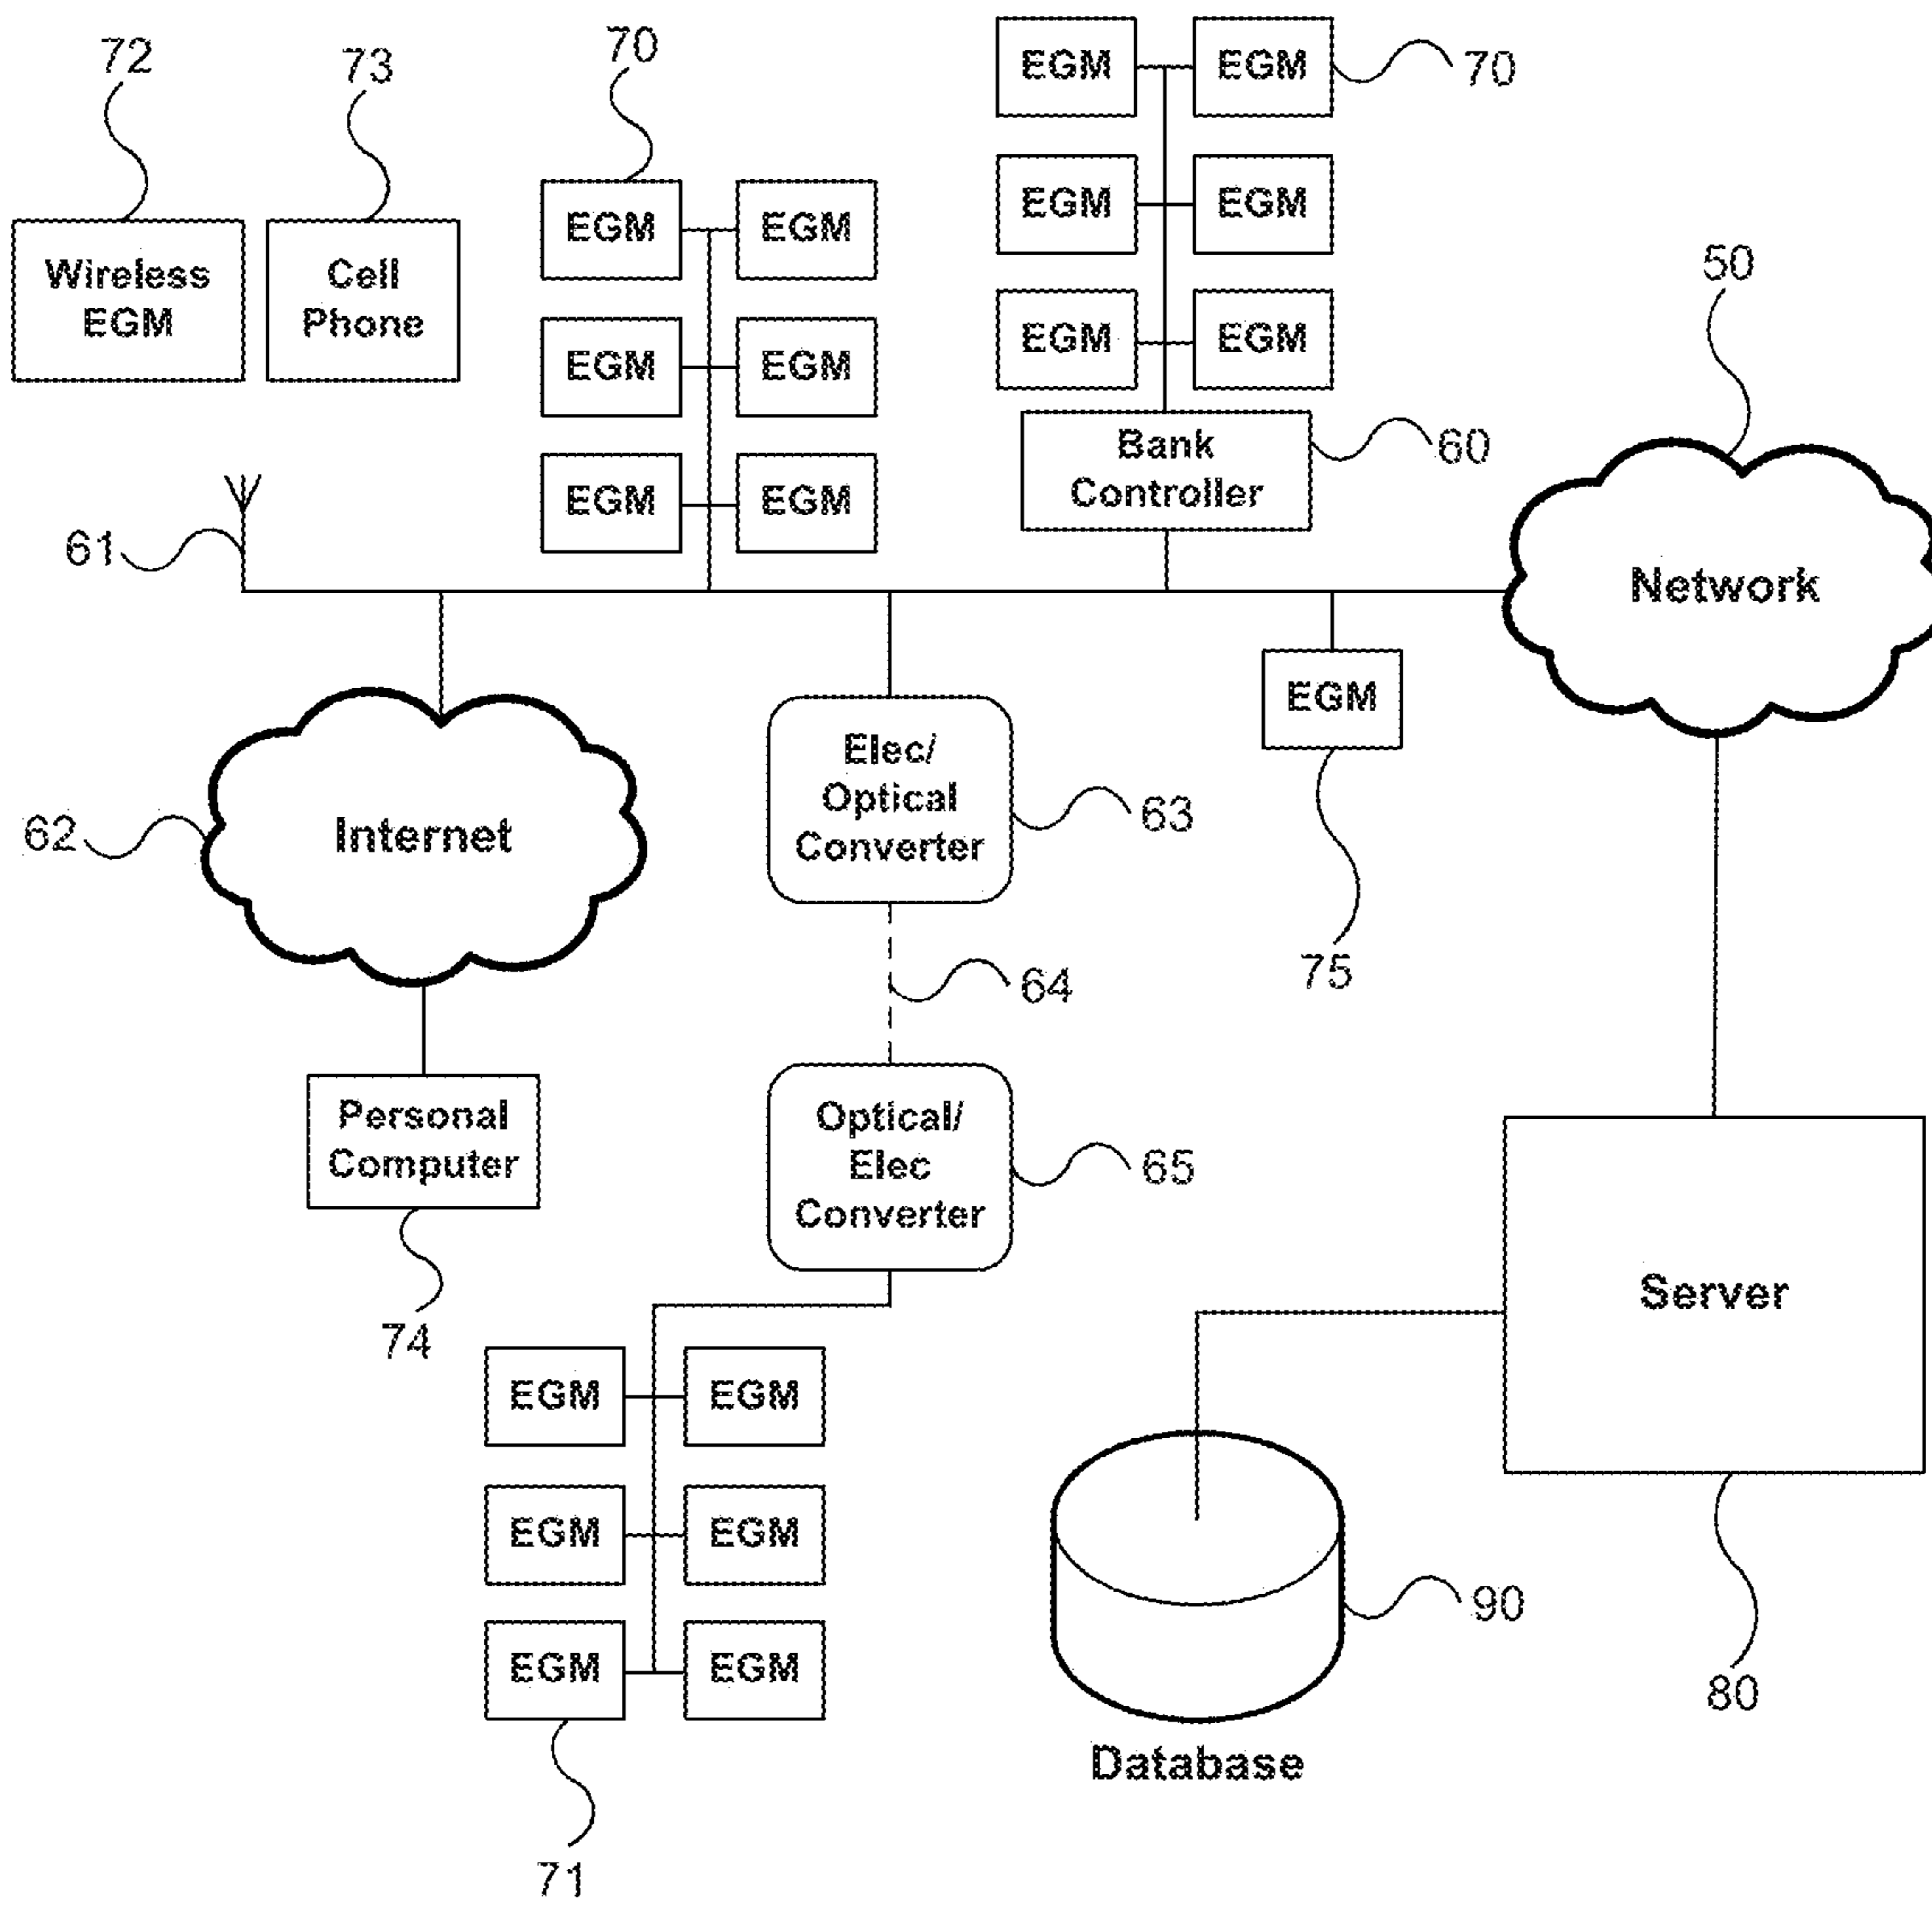 72
73
70
EGM EGM
70
EGM EGM
EGM EGM
50
Wireless
EGM
Cell
Phone
EGM EGM
EGM EGM
EGM EGM
EGM EGM
Bank
Controller
60
61
Network
EGM
75
Internet
62
Elec/
Optical
Converter
63
64
Personal
Computer
74
Optical/
Elec
Converter
65
Server
80
EGM EGM
EGM EGM
EGM EGM
71
90
Database